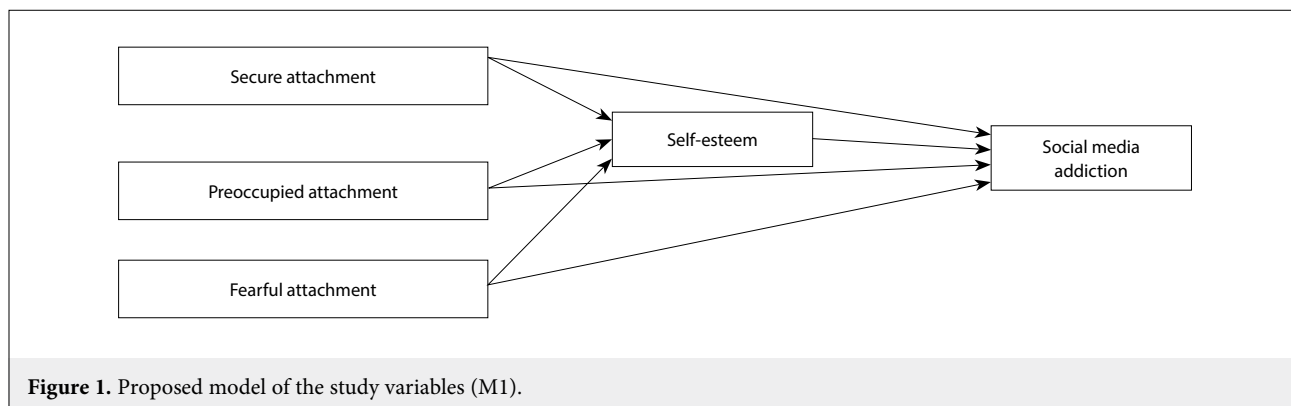 Secure attachment
Self-esteem
Social media
addiction
Preoccupied attachment
Fearful attachment
Figure 1. Proposed model of the study variables (M1).